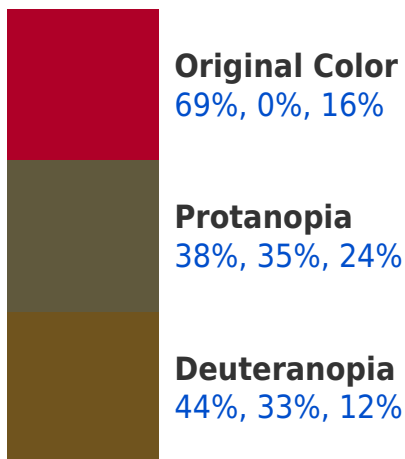 Original Color
69%, 0%, 16%
Protanopia
38%, 35%, 24%
Deuteranopia
44%, 33%, 12%